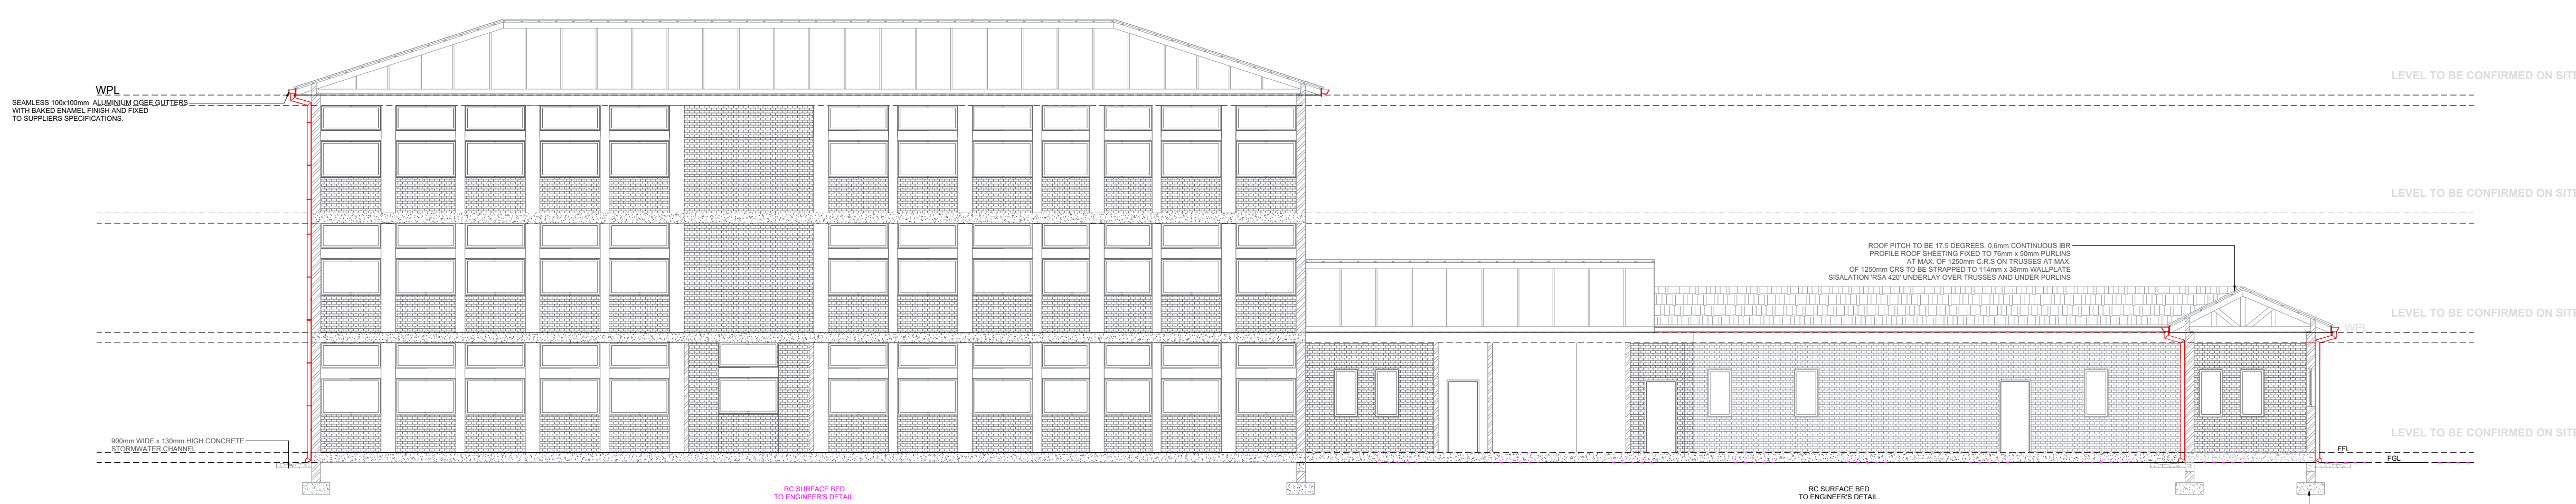 LEVEL TO BE CONFIRMED ON SITE
WPL
SEAMLESS 100x100mm ALUMINIUM OGEE GUTTERS
WITH BAKED ENAMEL FINISH AND FIXED
TO SUPPLIERS SPECIFICATIONS.
LEVEL TO BE CONFIRMED ON SITE
ROOF PITCH TO BE 17.5 DEGREES. 0,6mm CONTINUOUS IBR
PROFILE ROOF SHEETING FIXED TO 76mm x 50mm PURLINS
AT MAX. OF 1250mm C.R.S ON TRUSSES AT MAX.
OF 1250mm CRS TO BE STRAPPED TO 114mm x 38mm WALLPLATE
SISALATION 'RSA 420' UNDERLAY OVER TRUSSES AND UNDER PURLINS
LEVEL TO BE CONFIRMED ON SITE
WPL
LEVEL TO BE CONFIRMED ON SITE
900mm WIDE x 130mm HIGH CONCRETE
STORMWATER CHANNEL
FFL
FGL
RC SURFACE BED
TO ENGINEER'S DETAIL.
RC SURFACE BED
TO ENGINEER'S DETAIL.